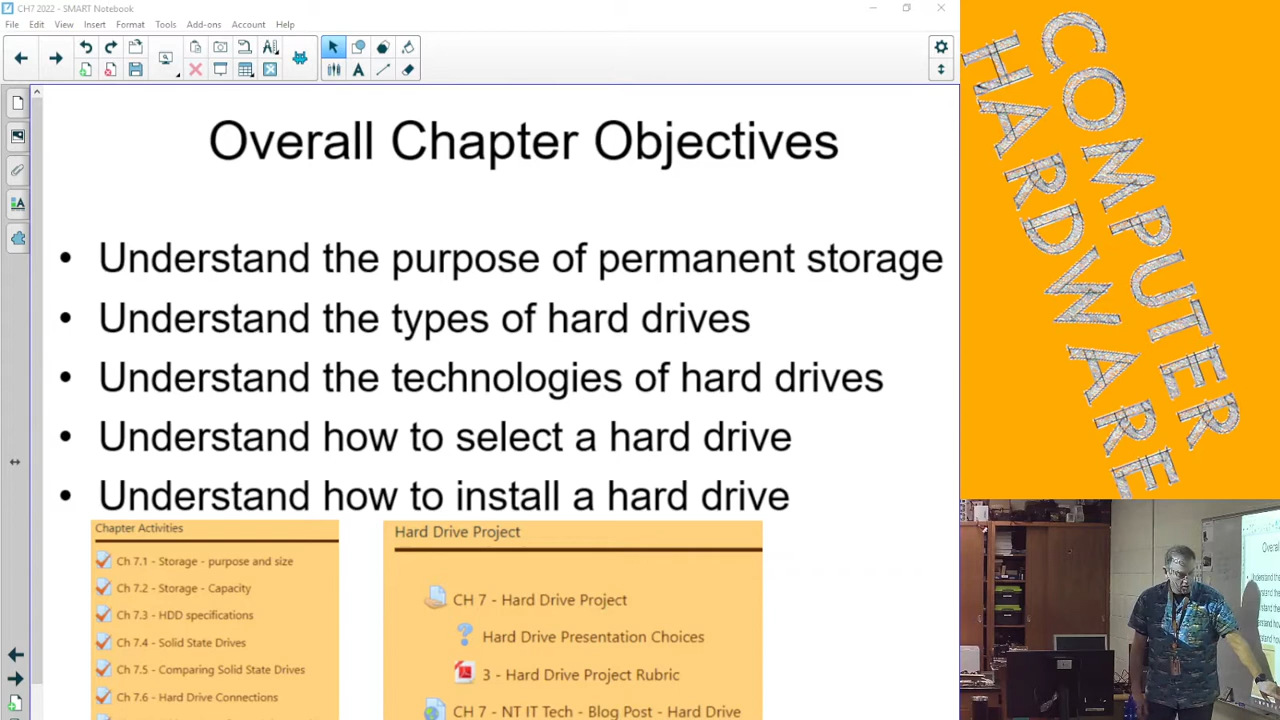 CH7 2022 - SMART Notebook
File Edit View Insert Format Tools Add-ons Account Help
Overall Chapter Objectives
• Understand the purpose of permanent storage
• Understand the types of hard drives
• Understand the technologies of hard drives
• Understand how to select a hard drive
• Understand how to install a hard drive
Chapter Activities
Ch 7.1 - Storage - purpose and size
Ch 7.2 - Storage - Capacity
Ch 7.3 - HDD specifications
Ch 7.4 - Solid State Drives
Ch 7.5 - Comparing Solid State Drives
Ch 7.6 - Hard Drive Connections
Hard Drive Project
CH 7 - Hard Drive Project
Hard Drive Presentation Choices
3 - Hard Drive Project Rubric
CH 7 - NT IT Tech - Blog Post - Hard Drive
COMPUTER
HARDWARE